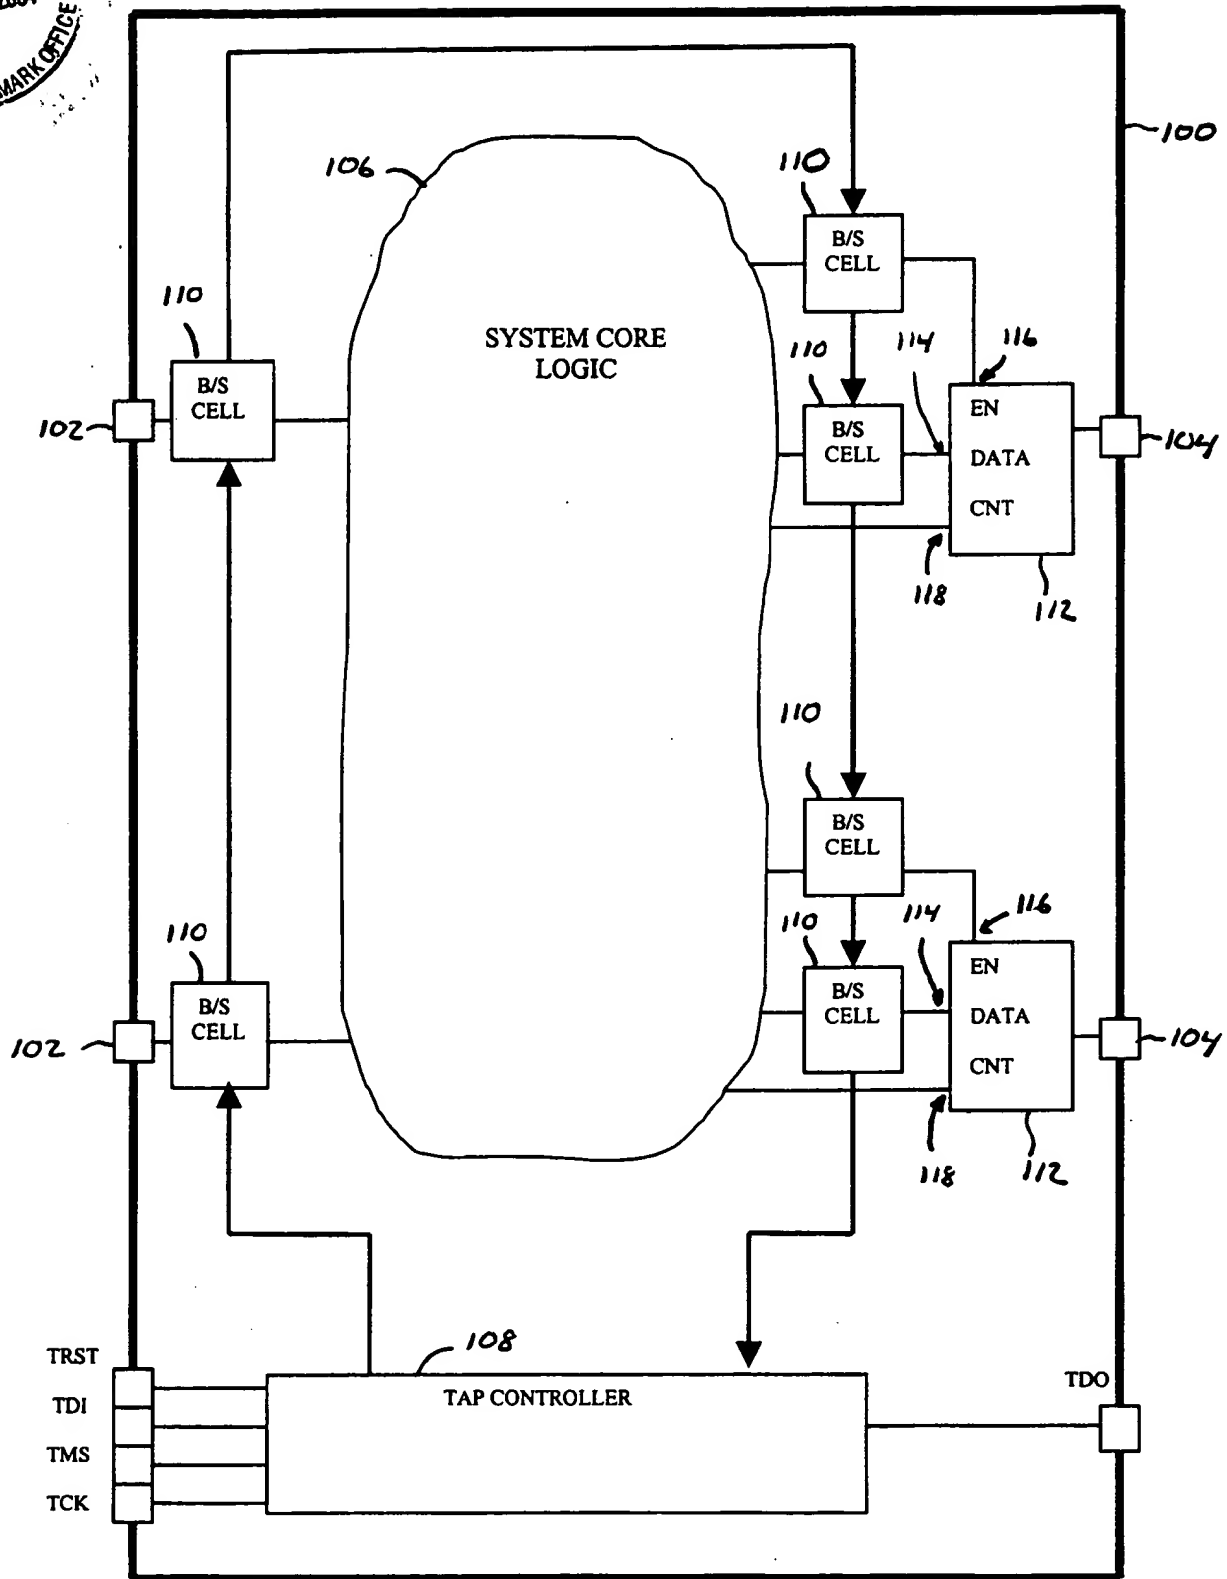 MARK OFFICE
100
106
110
B/S
CELL
110
SYSTEM CORE
LOGIC
110
114
116
B/S
CELL
EN
102
B/S
CELL
104
DATA
CNT
118
112
110
B/S
CELL
110
110
114
116
B/S
CELL
EN
B/S
CELL
DATA
102
104
CNT
118
112
108
TRST
TAP CONTROLLER
TDO
TDI
TMS
TCK